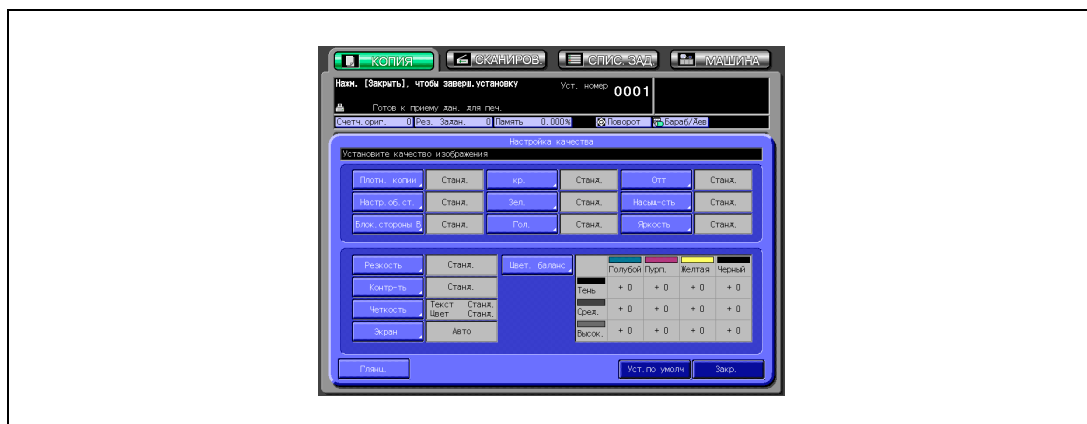 КОПИЯ СКАНИРОВ. СПИС.ЗАД. МАШИНА
Нажм. [Закрыть], чтобы заверш.установку
Уст. номер 0001
Готов к приему дан. для печ.
Счетч.ориг. 0 Рез. Задан. 0 Память 0.000% Поворот Бараб/Лев
Настройка качества
Установите качество изображения
Плотн. копии Станд. кр. Станд. Отт Станд.
Настр.об.ст. Станд. Зел. Станд. Насыщ-сть Станд.
Блок.стороны В Станд. Гол. Станд. Яркость Станд.
Резкость Станд. Цвет. баланс Голубой Пурп. Желтая Черный
Контр-ть Станд. Тень + 0 + 0 + 0 + 0
Четкость Текст Станд. Цвет Станд. Сред. + 0 + 0 + 0 + 0
Экран Авто Высок. + 0 + 0 + 0 + 0
Глянц. Уст.по умолч Закр.